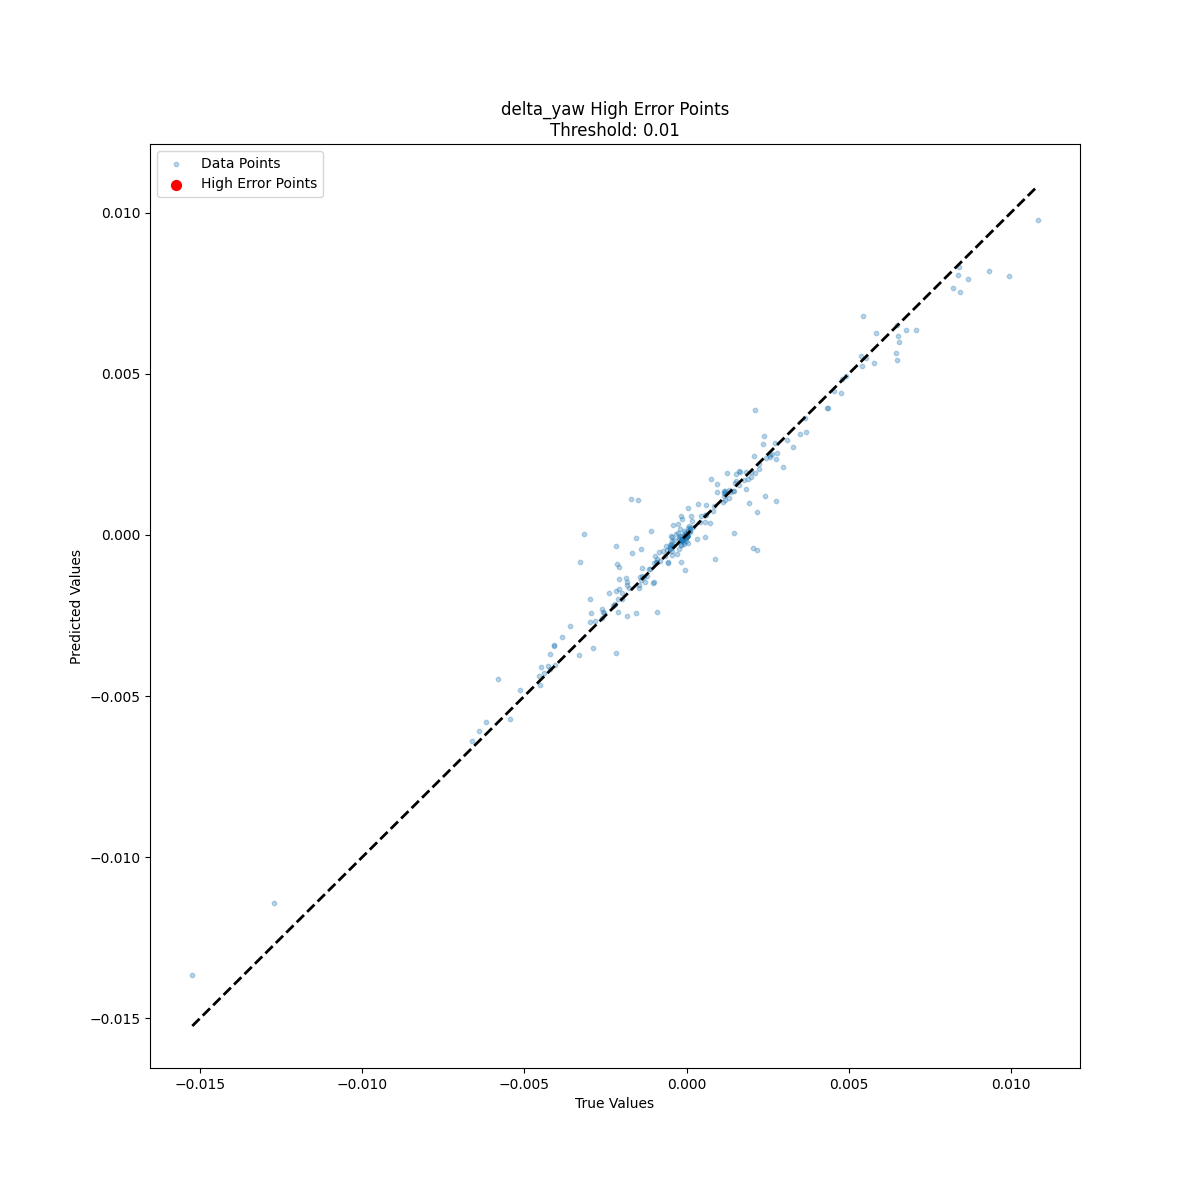 delta_yaw High Error Points
Threshold: 0.01
Data Points
High Error Points
0.010
0.005
0.000
−0.005
−0.010
−0.015
Predicted Values
−0.015
−0.010
−0.005
0.000
0.005
0.010
True Values